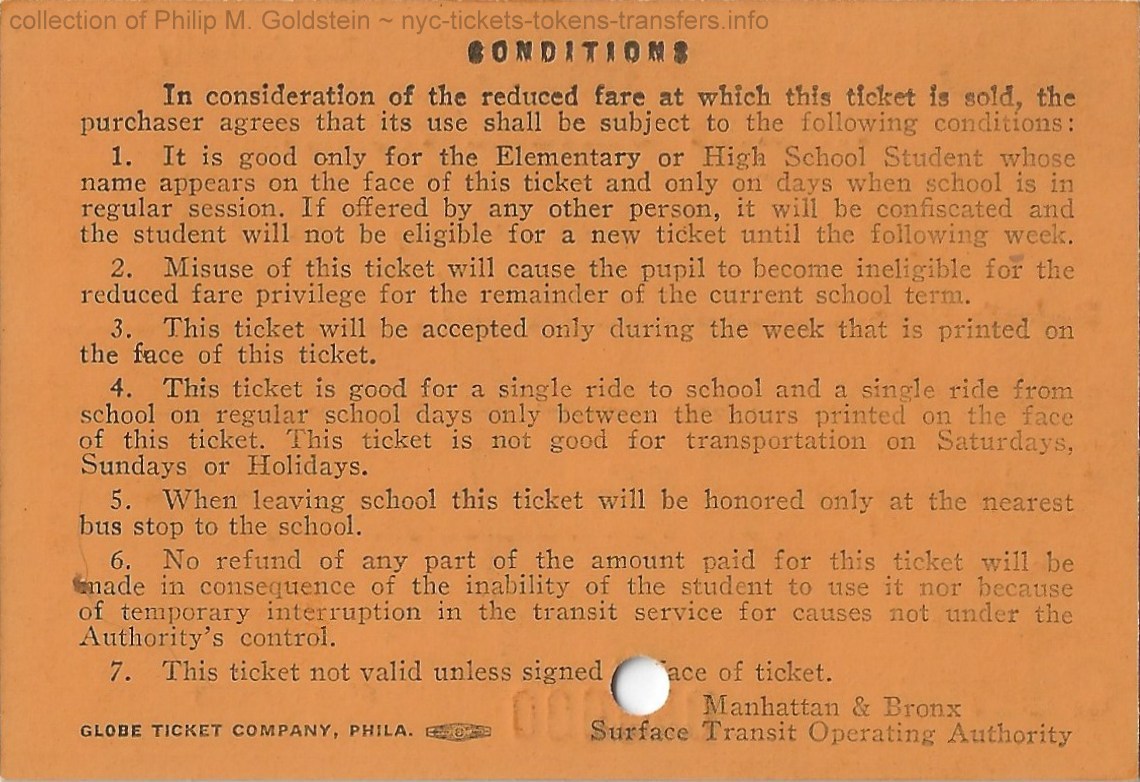 collection of Philip M. Goldstein ~ nyc-tickets-tokens-transfers.info
CONDITIONS
In consideration of the reduced fare at which this ticket is sold, the
purchaser agrees that its use shall be subject to the following conditions:
1. It is good only for the Elementary or High School Student whose
name appears on the face of this ticket and only on days when school is in
regular session. If offered by any other person, it will be confiscated and
the student will not be eligible for a new ticket until the following week.
2. Misuse of this ticket will cause the pupil to become ineligible for the
reduced fare privilege for the remainder of the current school term.
3. This ticket will be accepted only during the week that is printed on
the face of this ticket.
4. This ticket is good for a single ride to school and a single ride from
school on regular school days only between the hours printed on the face
of this ticket. This ticket is not good for transportation on Saturdays,
Sundays or Holidays.
5. When leaving school this ticket will be honored only at the nearest
bus stop to the school.
6. No refund of any part of the amount paid for this ticket will be
made in consequence of the inability of the student to use it nor because
of temporary interruption in the transit service for causes not under the
Authority's control.
7. This ticket not valid unless signed ace of ticket.
Manhattan & Bronx
GLOBE TICKET COMPANY, PHILA. Surface Transit Operating Authority